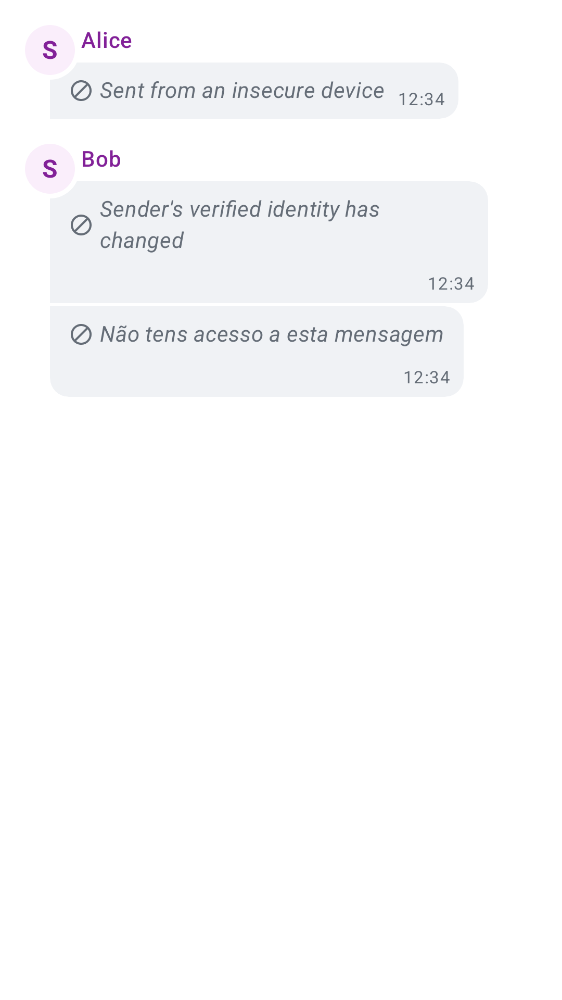 S
Alice
Sent from an insecure device
12:34
S
Bob
Sender's verified identity has
changed
12:34
Não tens acesso a esta mensagem
12:34